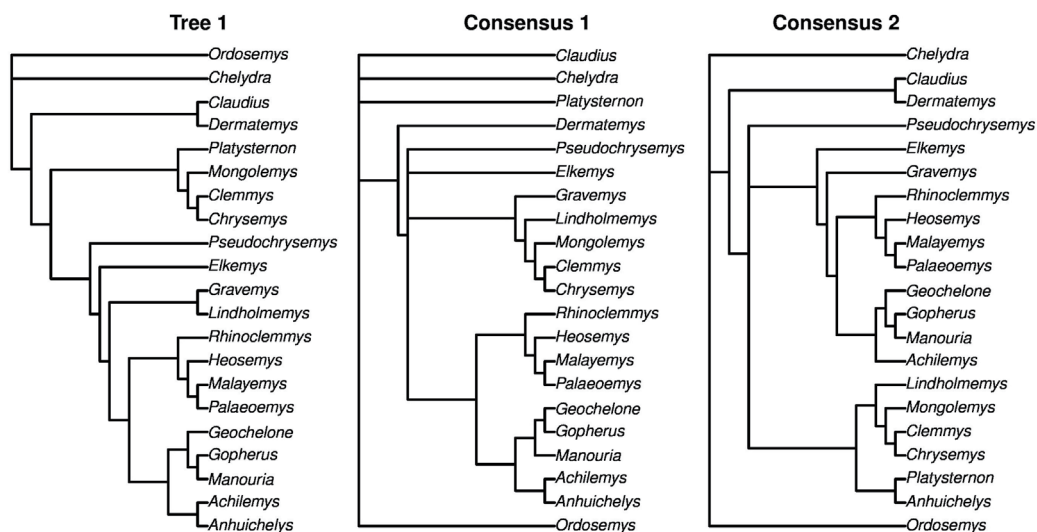 Tree 1
Ordosemys
Chelydra
Claudius
Dermatemys
Platysternon
Mongolemys
Clemmys
Chrysemys
Pseudochrysemys
Elkemys
Gravemys
Lindholmemys
Rhinoclemmys
Heosemys
Malayemys
Palaeoemys
Geochelone
Gopherus
Manouria
Achilemys
Anhuichelys
Consensus 1
Claudius
Chelydra
Platysternon
Dermatemys
Pseudochrysemys
Elkemys
Gravemys
Lindholmemys
Mongolemys
Clemmys
Chrysemys
Rhinoclemmys
Heosemys
Malayemys
Palaeoemys
Geochelone
Gopherus
Manouria
Achilemys
Anhuichelys
Ordosemys
Consensus 2
Chelydra
Claudius
Dermatemys
Pseudochrysemys
Elkemys
Gravemys
Rhinoclemmys
Heosemys
Malayemys
Palaeoemys
Geochelone
Gopherus
Manouria
Achilemys
Lindholmemys
Mongolemys
Clemmys
Chrysemys
Platysternon
Anhuichelys
Ordosemys